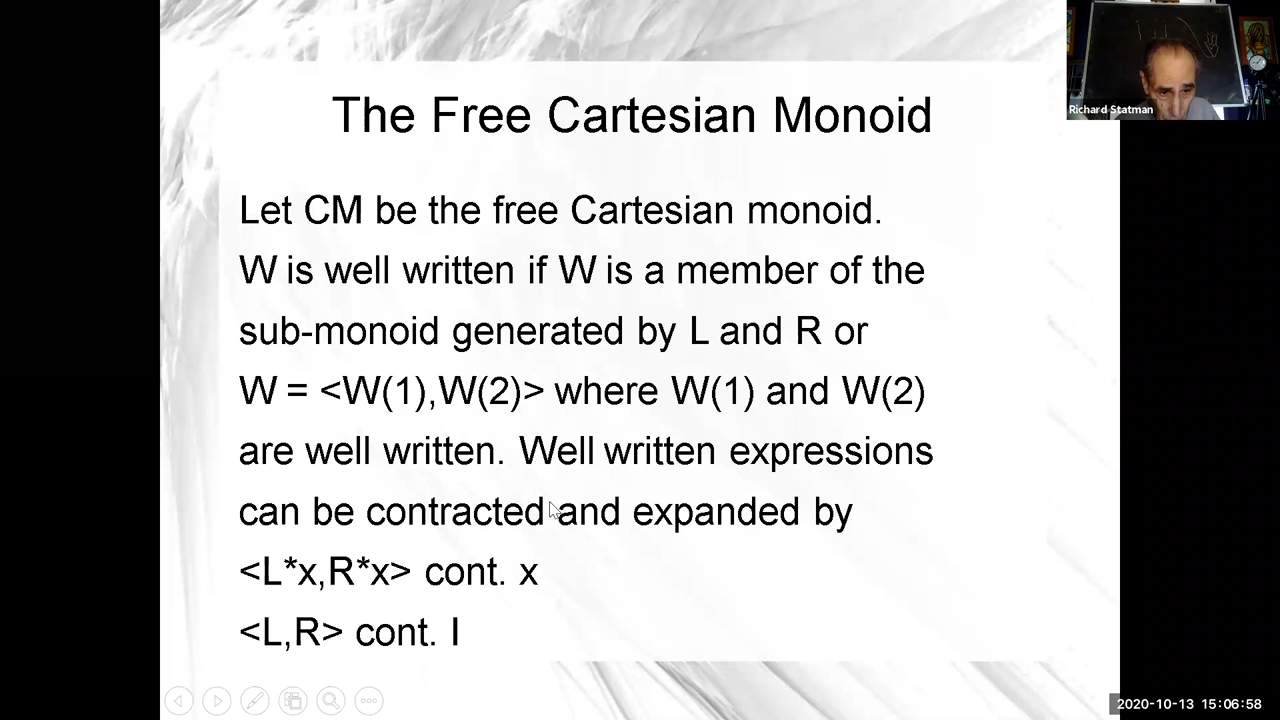 The Free Cartesian Monoid
Let CM be the free Cartesian monoid.
W is well written if W is a member of the
sub-monoid generated by L and R or
W = <W(1),W(2)> where W(1) and W(2)
are well written. Well written expressions
can be contracted and expanded by
<L*x,R*x> cont. x
<L,R> cont. I
Richard Statman
2020-10-13 15:06:58